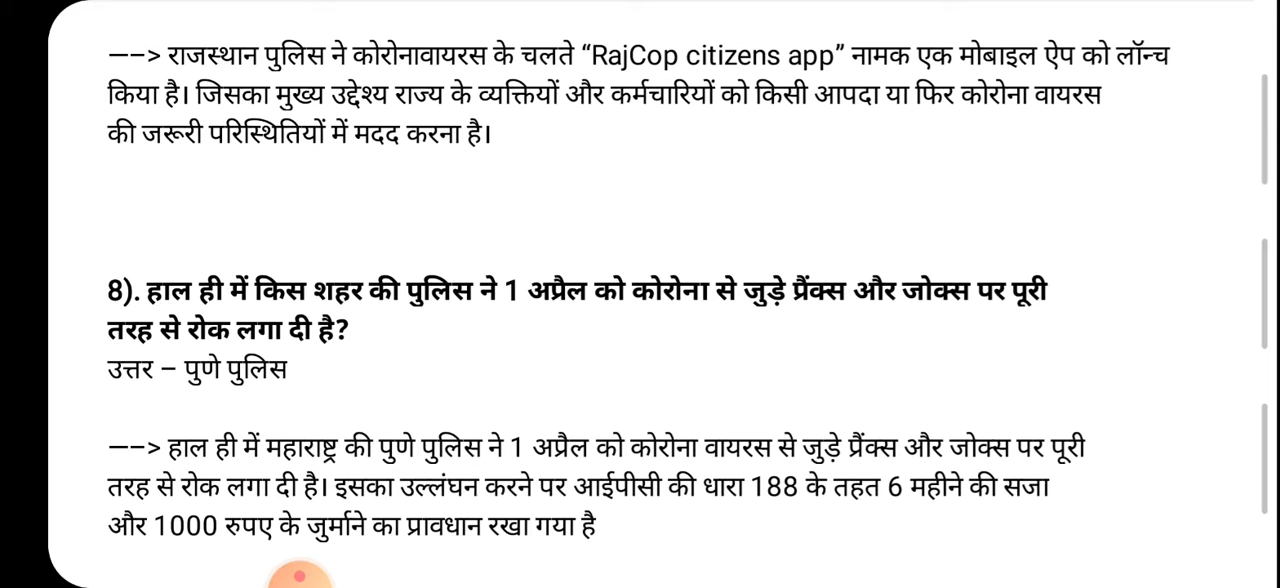 ——> राजस्थान पुलिस ने कोरोनावायरस के चलते “RajCop citizens app” नामक एक मोबाइल ऐप को लॉन्च
किया है। जिसका मुख्य उद्देश्य राज्य के व्यक्तियों और कर्मचारियों को किसी आपदा या फिर कोरोना वायरस
की जरूरी परिस्थितियों में मदद करना है।
8). हाल ही में किस शहर की पुलिस ने 1 अप्रैल को कोरोना से जुड़े प्रैंक्स और जोक्स पर पूरी
तरह से रोक लगा दी है?
उत्तर – पुणे पुलिस
——> हाल ही में महाराष्ट्र की पुणे पुलिस ने 1 अप्रैल को कोरोना वायरस से जुड़े प्रैंक्स और जोक्स पर पूरी
तरह से रोक लगा दी है। इसका उल्लंघन करने पर आईपीसी की धारा 188 के तहत 6 महीने की सजा
और 1000 रुपए के जुर्माने का प्रावधान रखा गया है